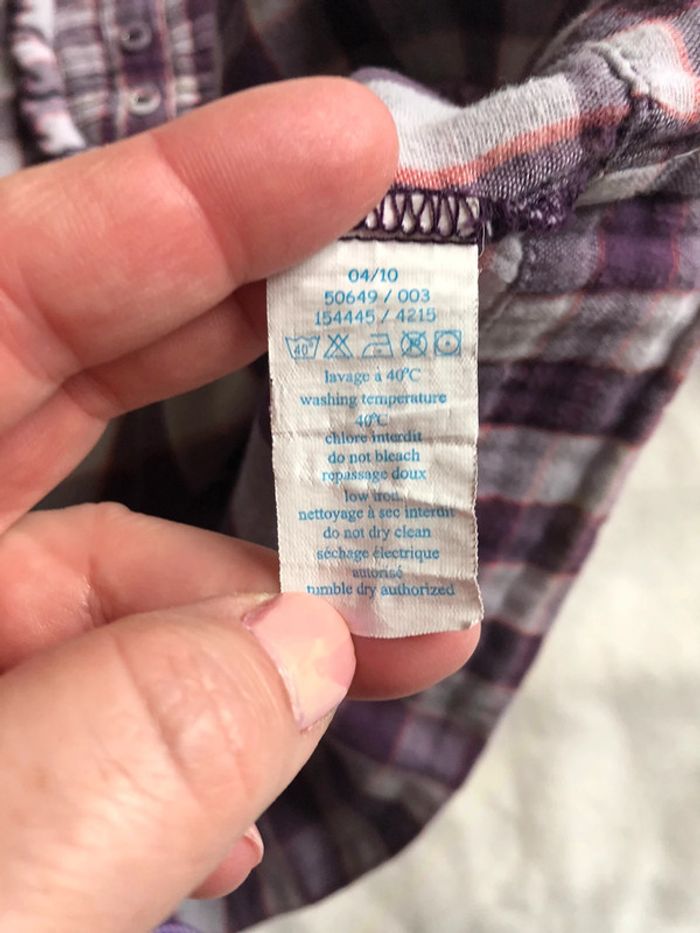 04/10
50649 / 003
154445 / 4215
40°
lavage à 40°C
washing temperature
40°C
chlore interdit
do not bleach
repassage doux
low iron
nettoyage à sec interdit
do not dry clean
séchage électrique
autorisé
tumble dry authorized